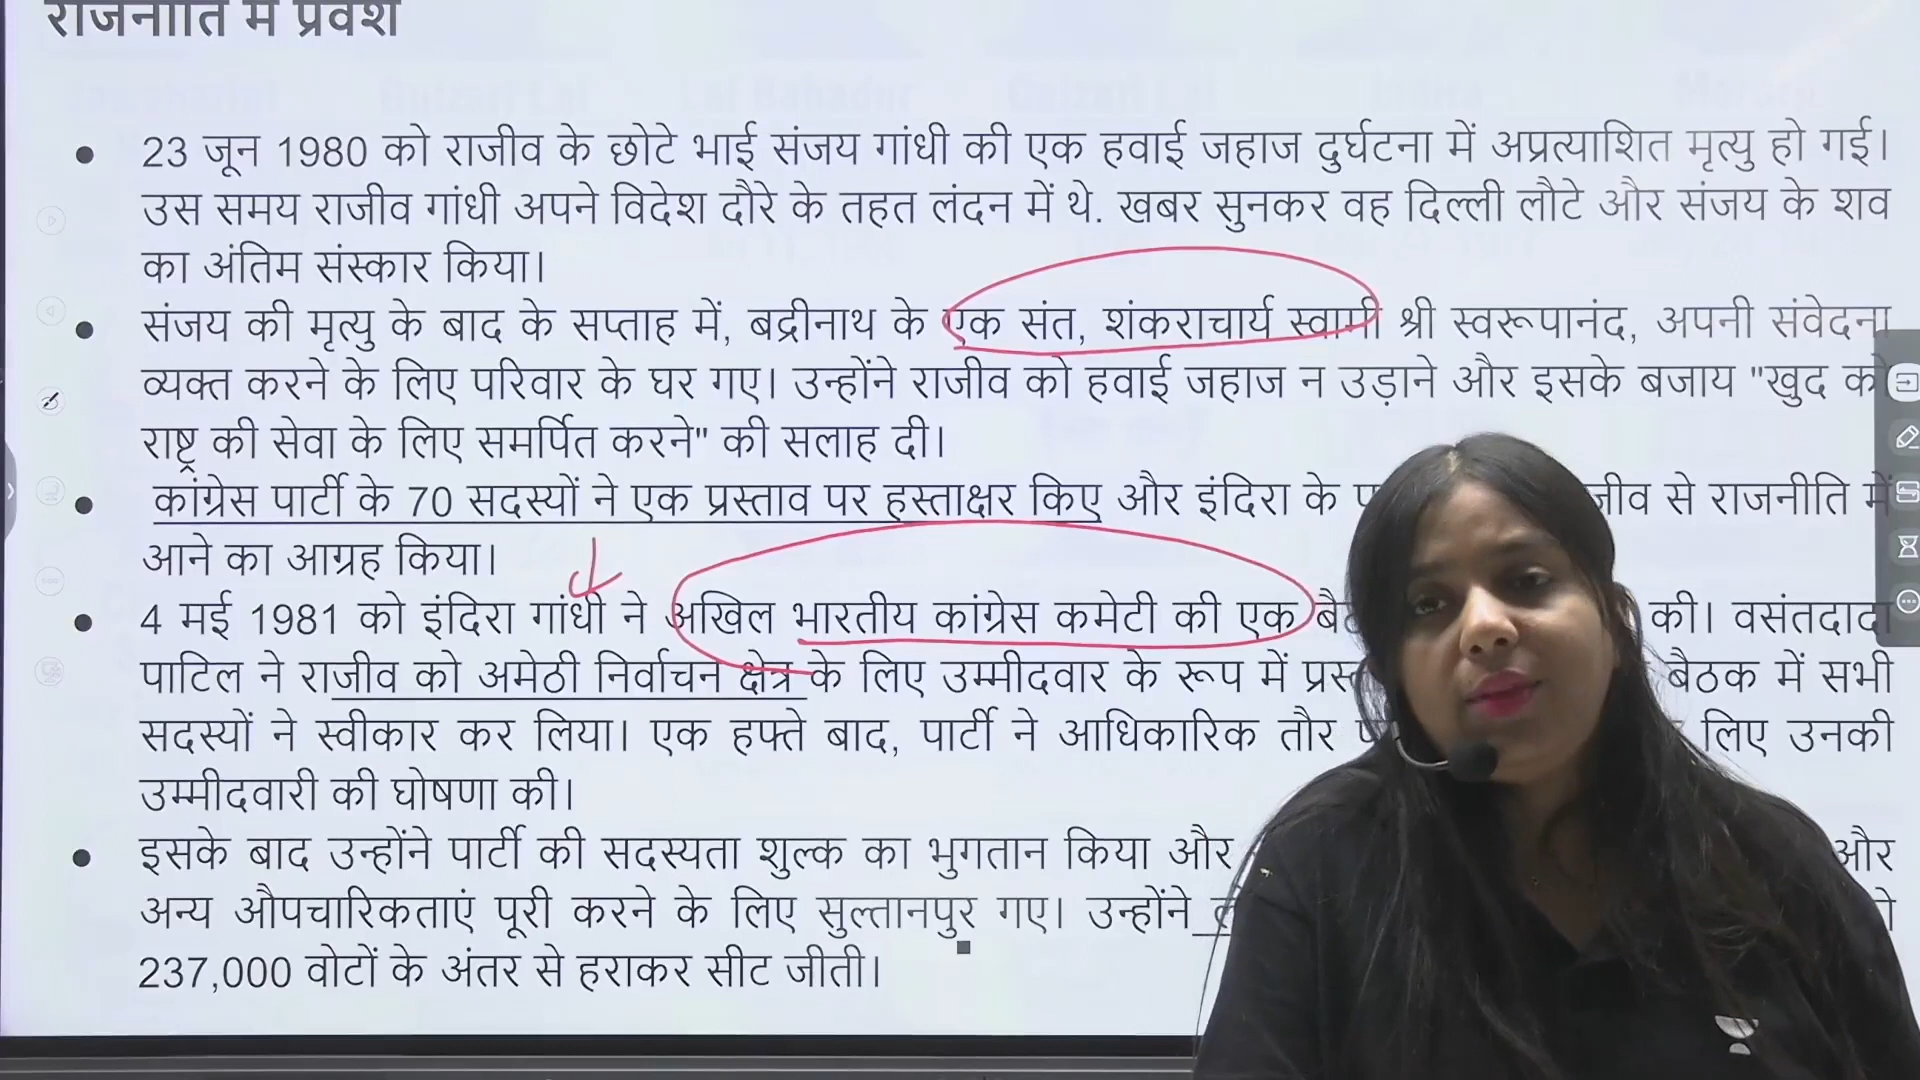 राजनीति में प्रवेश
23 जून 1980 को राजीव के छोटे भाई संजय गांधी की एक हवाई जहाज दुर्घटना में अप्रत्याशित मृत्यु हो गई।
उस समय राजीव गांधी अपने विदेश दौरे के तहत लंदन में थे. खबर सुनकर वह दिल्ली लौटे और संजय के शव
का अंतिम संस्कार किया।
संजय की मृत्यु के बाद के सप्ताह में, बद्रीनाथ के एक संत, शंकराचार्य स्वामी श्री स्वरूपानंद, अपनी संवेदना
व्यक्त करने के लिए परिवार के घर गए। उन्होंने राजीव को हवाई जहाज न उड़ाने और इसके बजाय "खुद को
राष्ट्र की सेवा के लिए समर्पित करने" की सलाह दी।
कांग्रेस पार्टी के 70 सदस्यों ने एक प्रस्ताव पर हस्ताक्षर किए और इंदिरा के से राजनीति में
आने का आग्रह किया।
4 मई 1981 को इंदिरा गांधी ने अखिल भारतीय कांग्रेस कमेटी की एक की। वसंतदादा
पाटिल ने राजीव को अमेठी निर्वाचन क्षेत्र के लिए उम्मीदवार के रूप में बैठक में सभी
सदस्यों ने स्वीकार कर लिया। एक हफ्ते बाद, पार्टी ने आधिकारिक तौर लिए उनकी
उम्मीदवारी की घोषणा की।
इसके बाद उन्होंने पार्टी की सदस्यता शुल्क का भुगतान किया और और
अन्य औपचारिकताएं पूरी करने के लिए सुल्तानपुर गए। उन्होंने
237,000 वोटों के अंतर से हराकर सीट जीती।